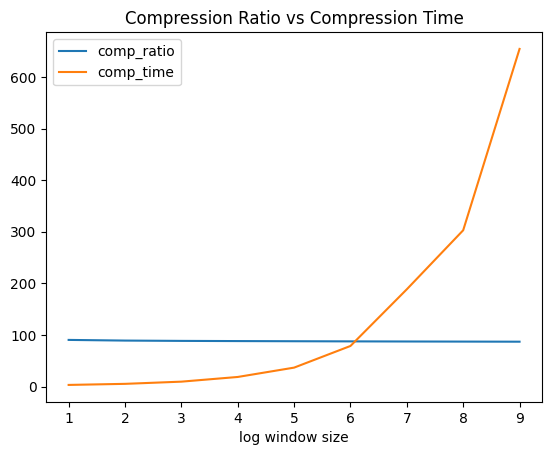 Compression Ratio vs Compression Time
comp_ratio
comp_time
600
500
400
300
200
100
0
1 2 3 4 5 6 7 8 9
log window size